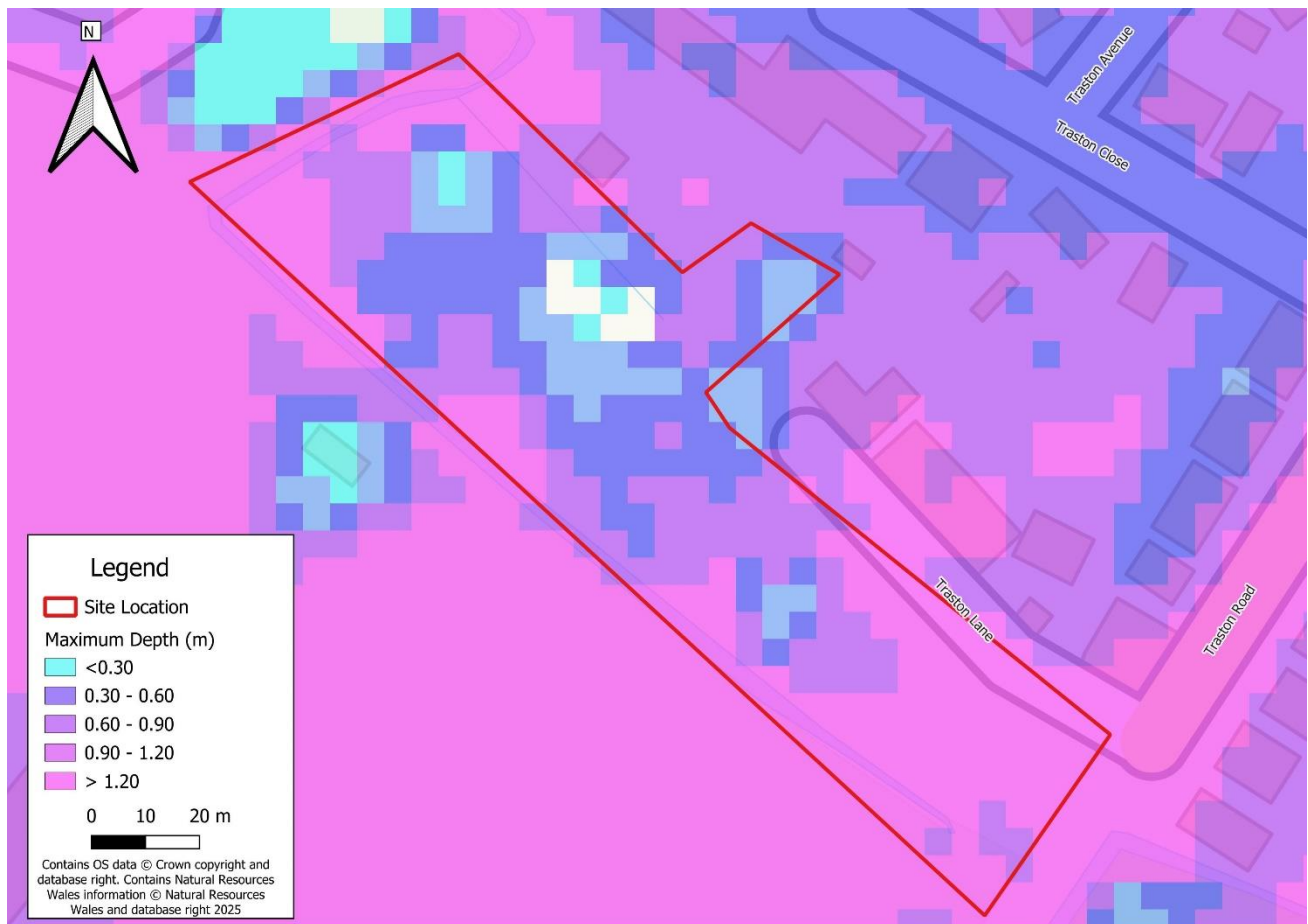 N
Traston Avenue
Traston Close
Traston Lane
Traston Road
Legend
Site Location
Maximum Depth (m)
<0.30
0.30 - 0.60
0.60 - 0.90
0.90 - 1.20
> 1.20
0 10 20 m
Contains OS data © Crown copyright and
database right. Contains Natural Resources
Wales information © Natural Resources
Wales and database right 2025